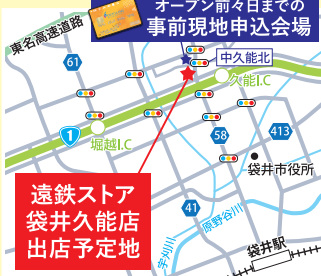 オープン前々日までの
事前現地申込会場
東名高速道路
中久能北
61
久能I.C
1
堀越I.C
58
413
袋井市役所
遠鉄ストア
袋井久能店
出店予定地
41
宇刈川
原野谷川
袋井駅